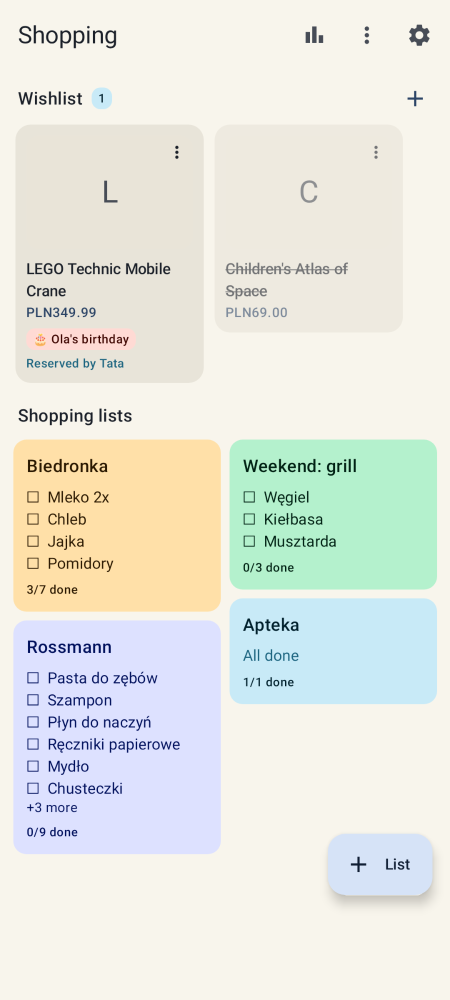 Shopping
Wishlist 1
L
LEGO Technic Mobile
Crane
PLN349.99
🎂 Ola's birthday
Reserved by Tata
C
Children's Atlas of
Space
PLN69.00
Shopping lists
Biedronka
☐ Mleko 2x
☐ Chleb
☐ Jajka
☐ Pomidory
3/7 done
Weekend: grill
☐ Węgiel
☐ Kiełbasa
☐ Musztarda
0/3 done
Apteka
All done
1/1 done
Rossmann
☐ Pasta do zębów
☐ Szampon
☐ Płyn do naczyń
☐ Ręczniki papierowe
☐ Mydło
☐ Chusteczki
+3 more
0/9 done
+ List